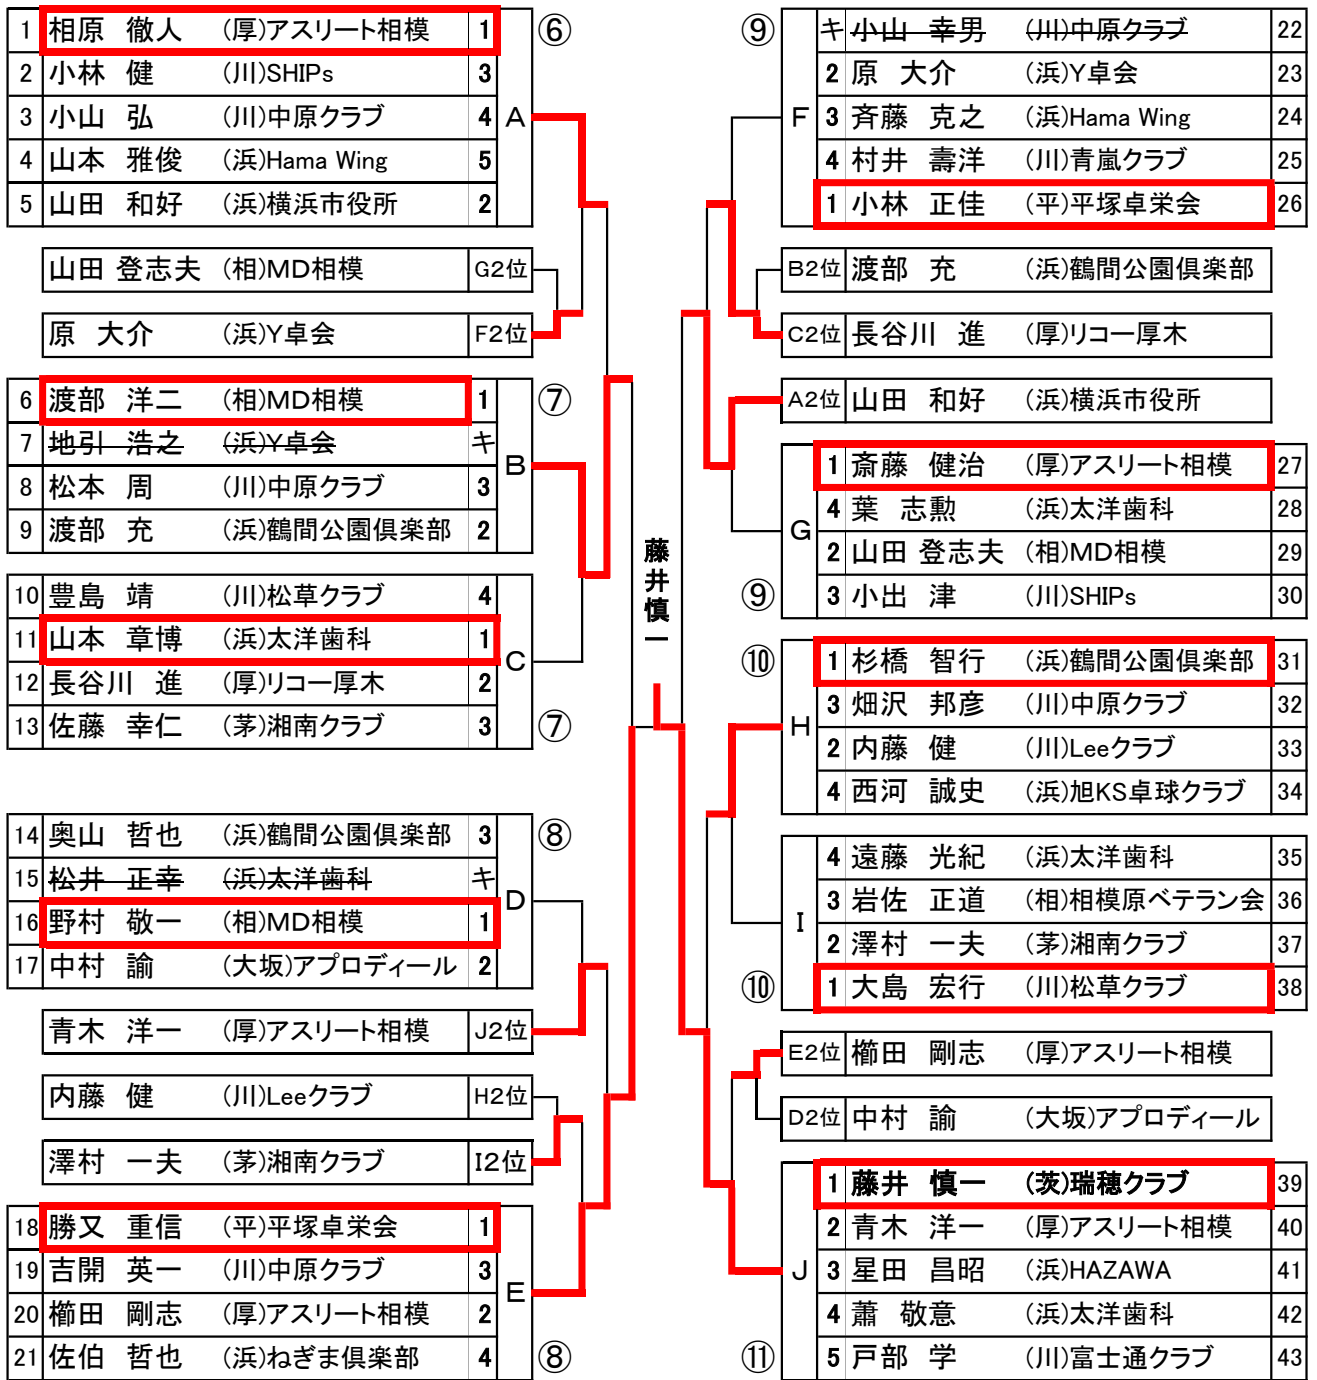 1 相原 徹人 (厚)アスリート相模 1 ⑥
2 小林 健 (川)SHIPs 3
3 小山 弘 (川)中原クラブ 4 A
4 山本 雅俊 (浜)Hama Wing 5
5 山田 和好 (浜)横浜市役所 2
山田 登志夫 (相)MD相模 G2位
原 大介 (浜)Y卓会 F2位
6 渡部 洋二 (相)MD相模 1 ⑦
7 地引 浩之 (浜)Y卓会 キ
B
8 松本 周 (川)中原クラブ 3
9 渡部 充 (浜)鶴間公園倶楽部 2
10 豊島 靖 (川)松草クラブ 4
11 山本 章博 (浜)太洋歯科 1
C
12 長谷川 進 (厚)リコー厚木 2
13 佐藤 幸仁 (茅)湘南クラブ 3 ⑦
14 奥山 哲也 (浜)鶴間公園倶楽部 3 ⑧
15 松井 正幸 (浜)太洋歯科 キ
D
16 野村 敬一 (相)MD相模 1
17 中村 諭 (大坂)アプロディール 2
青木 洋一 (厚)アスリート相模 J2位
内藤 健 (川)Leeクラブ H2位
澤村 一夫 (茅)湘南クラブ I2位
18 勝又 重信 (平)平塚卓栄会 1
19 吉開 英一 (川)中原クラブ 3
E
20 櫛田 剛志 (厚)アスリート相模 2
21 佐伯 哲也 (浜)ねぎま倶楽部 4 ⑧
藤井慎一
⑨ キ 小山 幸男 (川)中原クラブ 22
2 原 大介 (浜)Y卓会 23
F 3 斉藤 克之 (浜)Hama Wing 24
4 村井 壽洋 (川)青嵐クラブ 25
1 小林 正佳 (平)平塚卓栄会 26
B2位 渡部 充 (浜)鶴間公園倶楽部
C2位 長谷川 進 (厚)リコー厚木
A2位 山田 和好 (浜)横浜市役所
1 斎藤 健治 (厚)アスリート相模 27
4 葉 志勲 (浜)太洋歯科 28
G
2 山田 登志夫 (相)MD相模 29
⑨ 3 小出 津 (川)SHIPs 30
⑩ 1 杉橋 智行 (浜)鶴間公園倶楽部 31
3 畑沢 邦彦 (川)中原クラブ 32
H
2 内藤 健 (川)Leeクラブ 33
4 西河 誠史 (浜)旭KS卓球クラブ 34
4 遠藤 光紀 (浜)太洋歯科 35
3 岩佐 正道 (相)相模原ベテラン会 36
I
2 澤村 一夫 (茅)湘南クラブ 37
⑩ 1 大島 宏行 (川)松草クラブ 38
E2位 櫛田 剛志 (厚)アスリート相模
D2位 中村 諭 (大坂)アプロディール
1 藤井 慎一 (茨)瑞穂クラブ 39
2 青木 洋一 (厚)アスリート相模 40
J 3 星田 昌昭 (浜)HAZAWA 41
4 蕭 敬意 (浜)太洋歯科 42
⑪ 5 戸部 学 (川)富士通クラブ 43